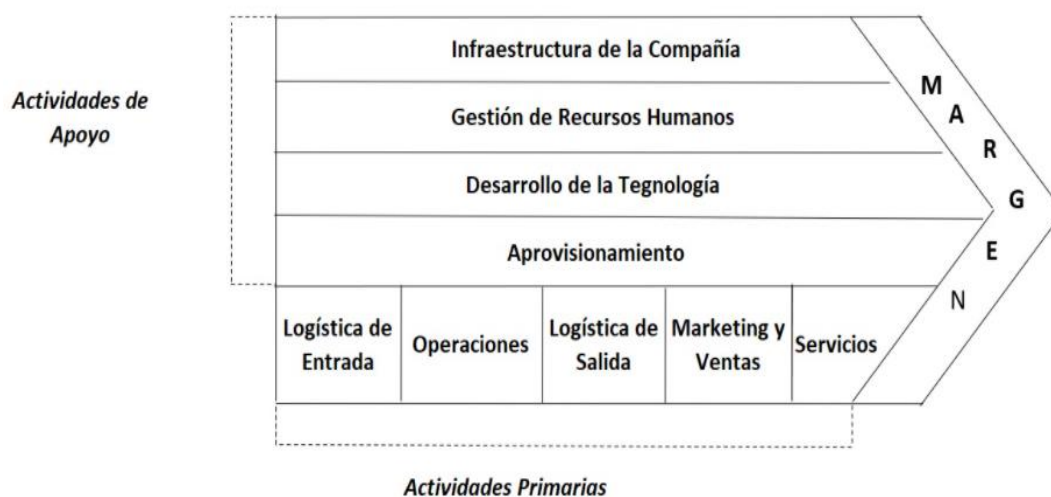 Infraestructura de la Compañía
Actividades de
Apoyo
Gestión de Recursos Humanos
Desarrollo de la Tegnología
Aprovisionamiento
Logística de
Entrada
Operaciones
Logística de
Salida
Marketing y
Ventas
Servicios
M
A
R
G
E
N
Actividades Primarias